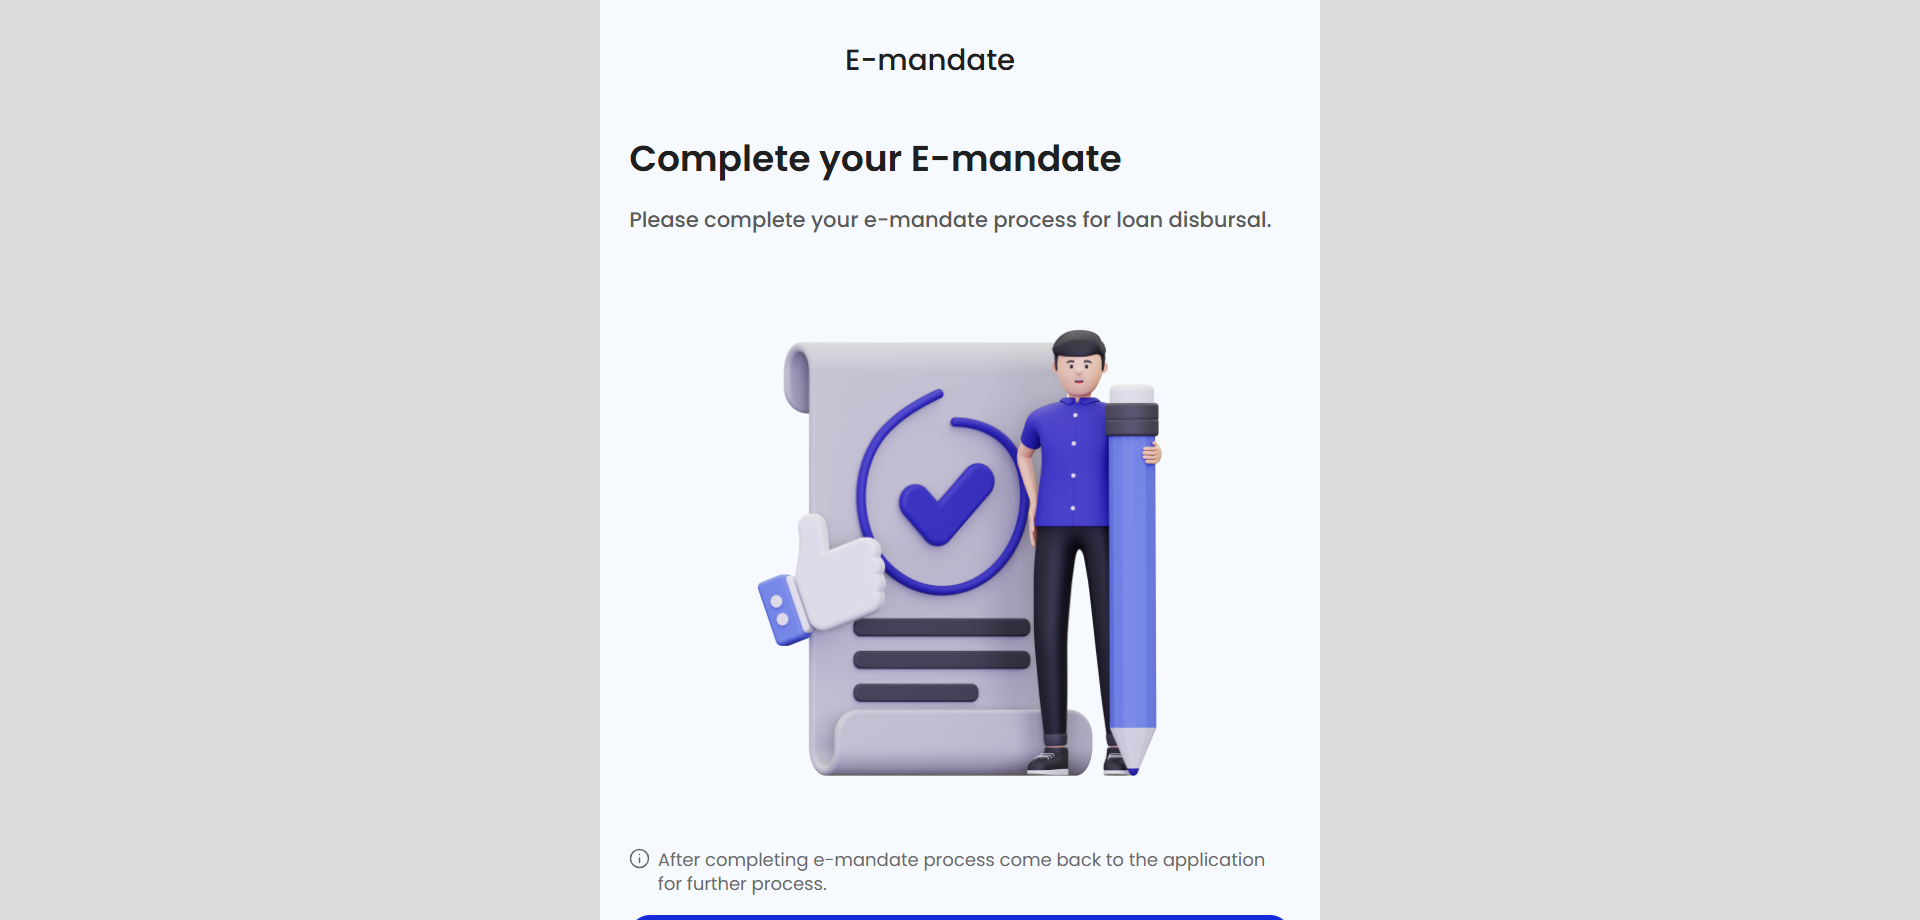 E-mandate
Complete your E-mandate
Please complete your e-mandate process for loan disbursal.
After completing e-mandate process come back to the application
for further process.